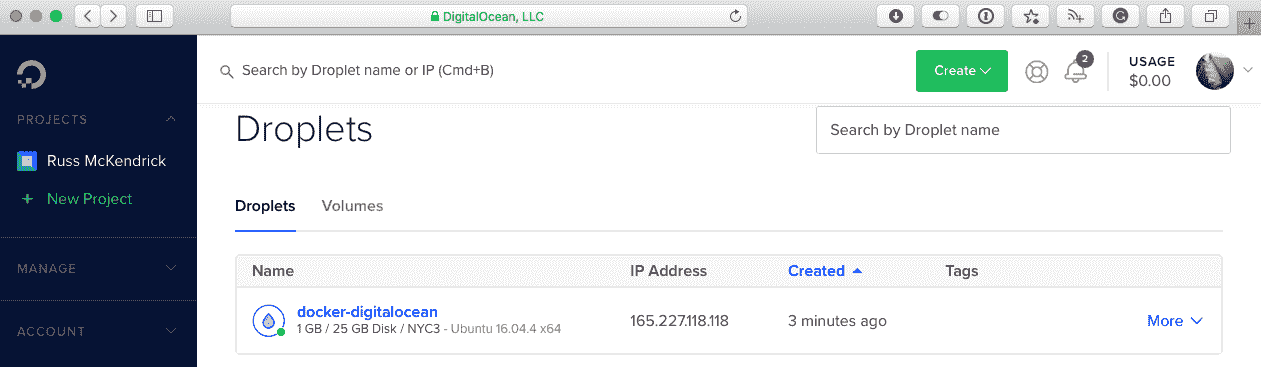 DigitalOcean, LLC
Search by Droplet name or IP (Cmd+B)
Create
2
USAGE
$0.00
PROJECTS
Russ McKendrick
+ New Project
MANAGE
ACCOUNT
Droplets
Search by Droplet name
Droplets Volumes
Name IP Address Created Tags
docker-digitalocean
1 GB / 25 GB Disk / NYC3 - Ubuntu 16.04.4 x64
165.227.118.118 3 minutes ago More